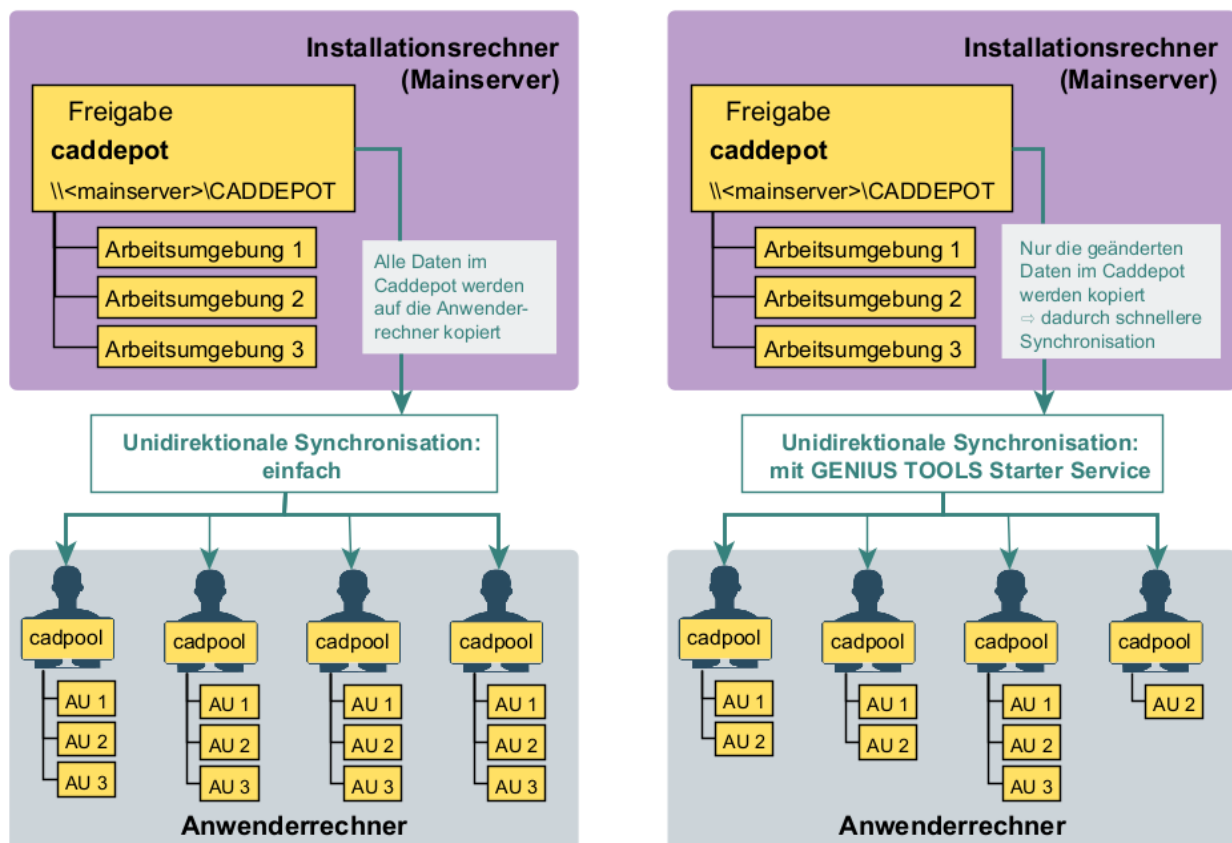 Installationsrechner
(Mainserver)
Freigabe
caddepot
\\<mainserver>\CADDEPOT
Arbeitsumgebung 1
Arbeitsumgebung 2
Arbeitsumgebung 3
Alle Daten im
Caddepot werden
auf die Anwender-
rechner kopiert
Unidirektionale Synchronisation:
einfach
cadpool
AU 1
AU 2
AU 3
cadpool
AU 1
AU 2
AU 3
cadpool
AU 1
AU 2
AU 3
cadpool
AU 1
AU 2
AU 3
Anwenderrechner
Installationsrechner
(Mainserver)
Freigabe
caddepot
\\<mainserver>\CADDEPOT
Arbeitsumgebung 1
Arbeitsumgebung 2
Arbeitsumgebung 3
Nur die geänderten
Daten im Caddepot
werden kopiert
⇨ dadurch schnellere
Synchronisation
Unidirektionale Synchronisation:
mit GENIUS TOOLS Starter Service
cadpool
AU 1
AU 2
cadpool
AU 1
AU 2
cadpool
AU 1
AU 2
AU 3
cadpool
AU 2
Anwenderrechner